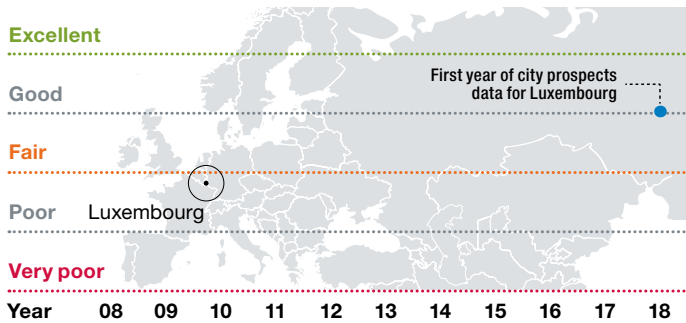 Excellent
First year of city prospects
data for Luxembourg
Good
Fair
Poor
Luxembourg
Very poor
Year 08 09 10 11 12 13 14 15 16 17 18